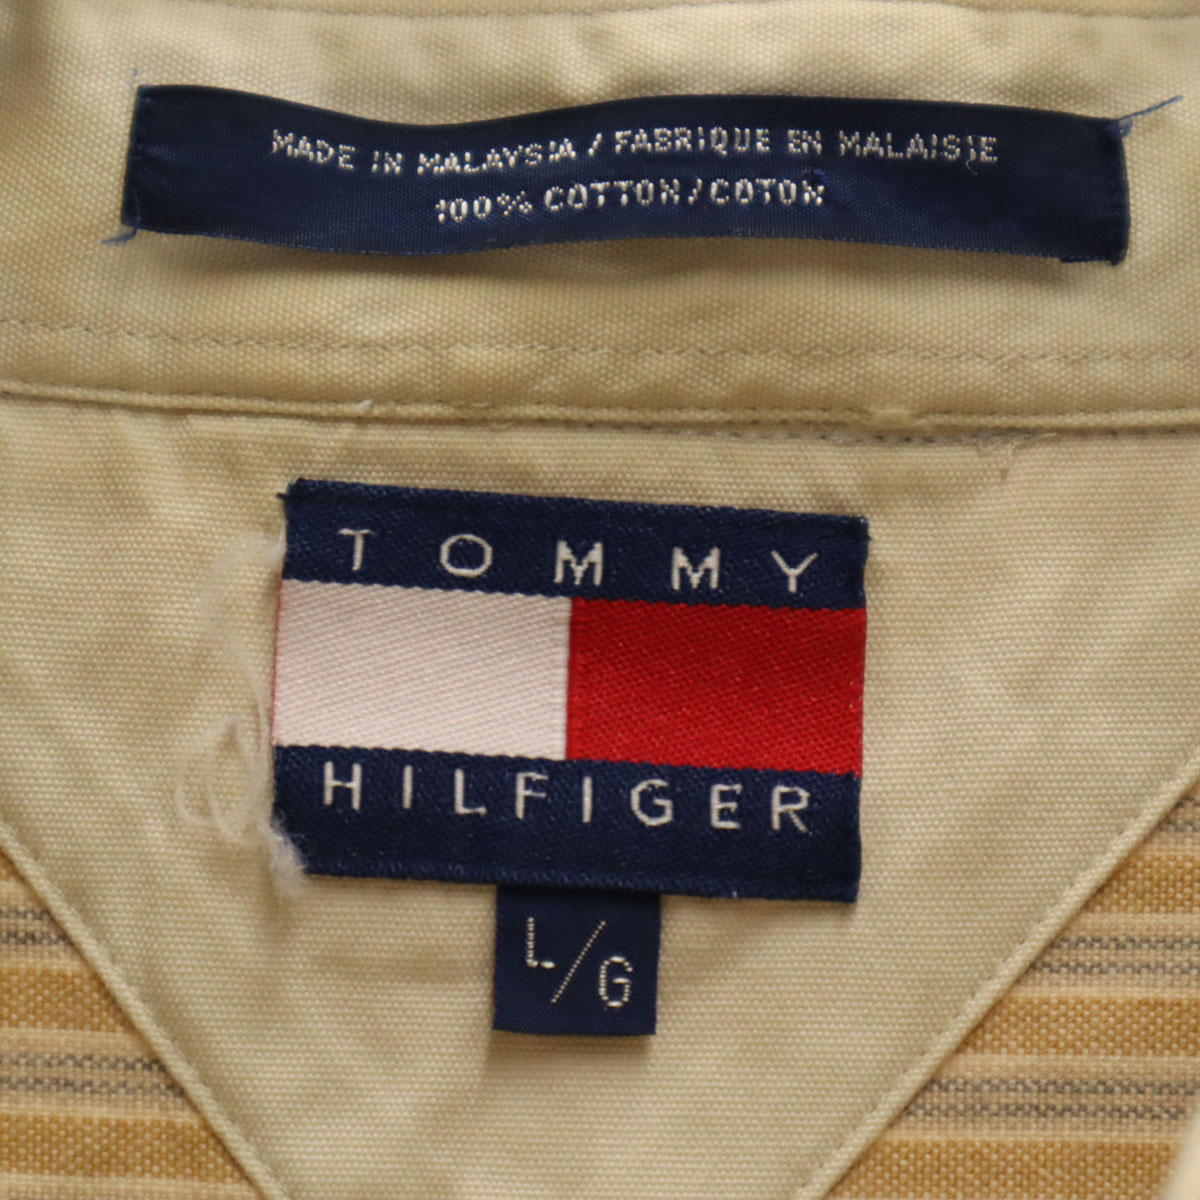 MADE IN MALAYSIA / FABRIQUE EN MALAISIE
100% COTTON/COTON
TOMMY
HILFIGER
L/G